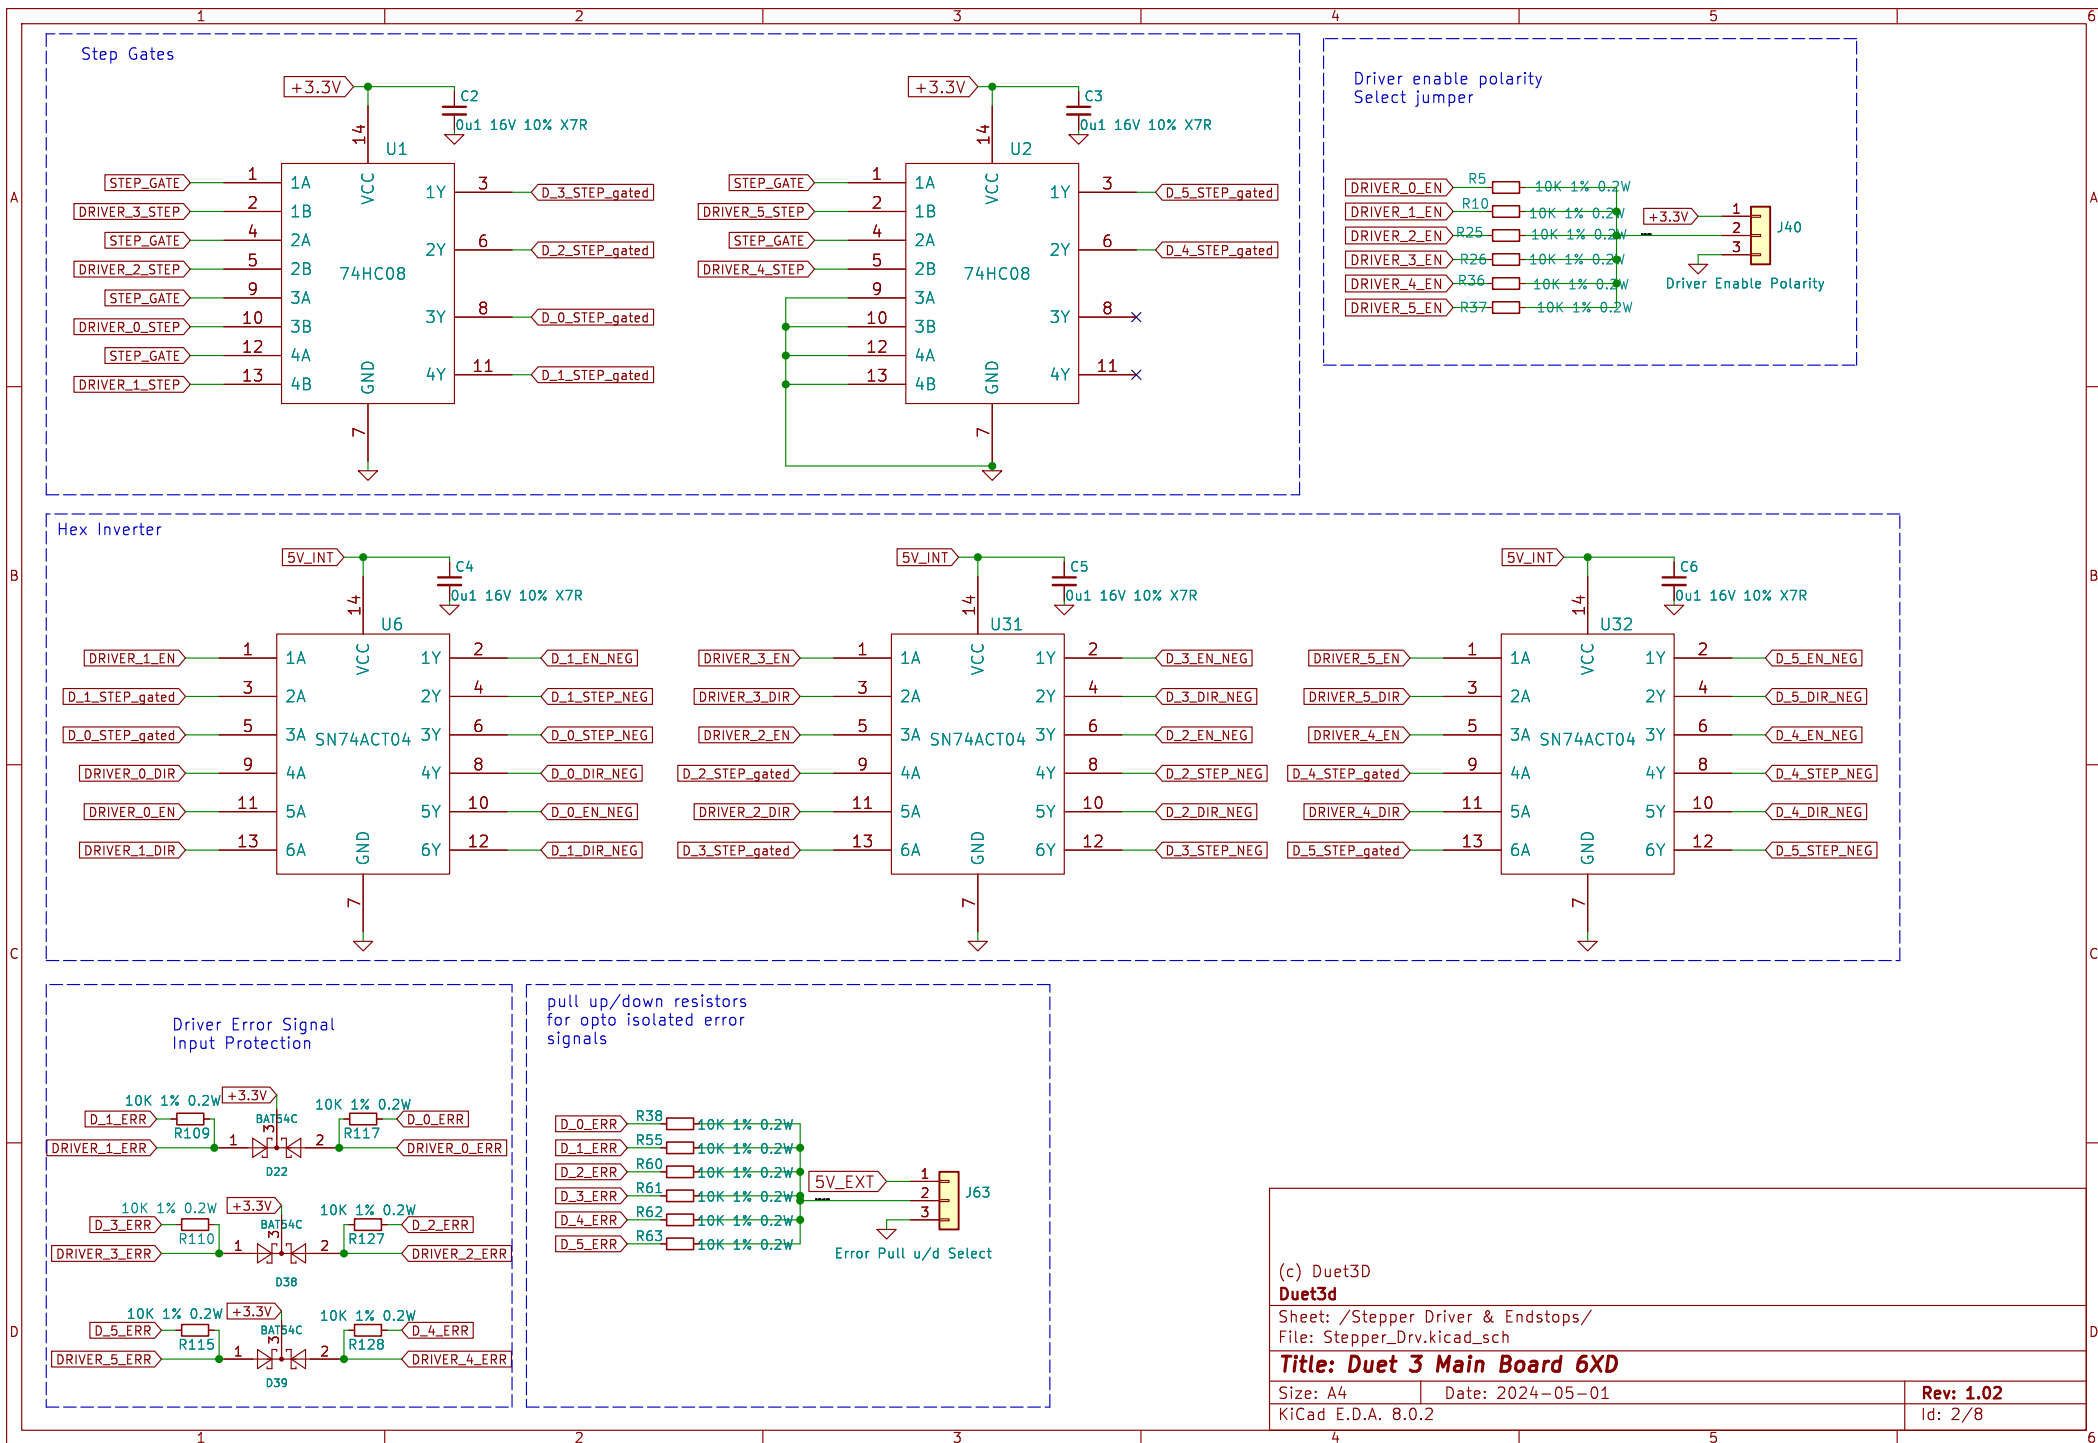 1 2 3 4 5 6
Step Gates
+3.3V
C2
0u1 16V 10% X7R
14
U1
VCC
74HC08
GND
7
STEP_GATE 1 1A
DRIVER_3_STEP 2 1B
STEP_GATE 4 2A
DRIVER_2_STEP 5 2B
STEP_GATE 9 3A
DRIVER_0_STEP 10 3B
STEP_GATE 12 4A
DRIVER_1_STEP 13 4B
1Y 3 D_3_STEP_gated
2Y 6 D_2_STEP_gated
3Y 8 D_0_STEP_gated
4Y 11 D_1_STEP_gated
+3.3V
C3
0u1 16V 10% X7R
14
U2
VCC
74HC08
GND
7
STEP_GATE 1 1A
DRIVER_5_STEP 2 1B
STEP_GATE 4 2A
DRIVER_4_STEP 5 2B
9 3A
10 3B
12 4A
13 4B
1Y 3 D_5_STEP_gated
2Y 6 D_4_STEP_gated
3Y 8
4Y 11
Driver enable polarity
Select jumper
DRIVER_0_EN R5 10K 1% 0.2W
DRIVER_1_EN R10 10K 1% 0.2W
DRIVER_2_EN R25 10K 1% 0.2W
DRIVER_3_EN R26 10K 1% 0.2W
DRIVER_4_EN R36 10K 1% 0.2W
DRIVER_5_EN R37 10K 1% 0.2W
+3.3V 1
2
3
J40
Driver Enable Polarity
A A
Hex Inverter
5V_INT
C4
0u1 16V 10% X7R
14
U6
VCC
SN74ACT04
GND
7
DRIVER_1_EN 1 1A 1Y 2 D_1_EN_NEG
D_1_STEP_gated 3 2A 2Y 4 D_1_STEP_NEG
D_0_STEP_gated 5 3A 3Y 6 D_0_STEP_NEG
DRIVER_0_DIR 9 4A 4Y 8 D_0_DIR_NEG
DRIVER_0_EN 11 5A 5Y 10 D_0_EN_NEG
DRIVER_1_DIR 13 6A 6Y 12 D_1_DIR_NEG
5V_INT
C5
0u1 16V 10% X7R
14
U31
VCC
SN74ACT04
GND
7
DRIVER_3_EN 1 1A 1Y 2 D_3_EN_NEG
DRIVER_3_DIR 3 2A 2Y 4 D_3_DIR_NEG
DRIVER_2_EN 5 3A 3Y 6 D_2_EN_NEG
D_2_STEP_gated 9 4A 4Y 8 D_2_STEP_NEG
DRIVER_2_DIR 11 5A 5Y 10 D_2_DIR_NEG
D_3_STEP_gated 13 6A 6Y 12 D_3_STEP_NEG
5V_INT
C6
0u1 16V 10% X7R
14
U32
VCC
SN74ACT04
GND
7
DRIVER_5_EN 1 1A 1Y 2 D_5_EN_NEG
DRIVER_5_DIR 3 2A 2Y 4 D_5_DIR_NEG
DRIVER_4_EN 5 3A 3Y 6 D_4_EN_NEG
D_4_STEP_gated 9 4A 4Y 8 D_4_STEP_NEG
DRIVER_4_DIR 11 5A 5Y 10 D_4_DIR_NEG
D_5_STEP_gated 13 6A 6Y 12 D_5_STEP_NEG
B B
C C
Driver Error Signal
Input Protection
10K 1% 0.2W +3.3V 10K 1% 0.2W
D_1_ERR R109 BAT54C 3 R117 D_0_ERR
DRIVER_1_ERR 1 2 DRIVER_0_ERR
D22
10K 1% 0.2W +3.3V 10K 1% 0.2W
D_3_ERR R110 BAT54C 3 R127 D_2_ERR
DRIVER_3_ERR 1 2 DRIVER_2_ERR
D38
10K 1% 0.2W +3.3V 10K 1% 0.2W
D_5_ERR R115 BAT54C 3 R128 D_4_ERR
DRIVER_5_ERR 1 2 DRIVER_4_ERR
D39
pull up/down resistors
for opto isolated error
signals
D_0_ERR R38 10K 1% 0.2W
D_1_ERR R55 10K 1% 0.2W
D_2_ERR R60 10K 1% 0.2W
D_3_ERR R61 10K 1% 0.2W
D_4_ERR R62 10K 1% 0.2W
D_5_ERR R63 10K 1% 0.2W
5V_EXT 1
2
3
J63
Error Pull u/d Select
D D
(c) Duet3D
Duet3d
Sheet: /Stepper Driver & Endstops/
File: Stepper_Drv.kicad_sch
Title: Duet 3 Main Board 6XD
Size: A4 Date: 2024-05-01 Rev: 1.02
KiCad E.D.A. 8.0.2 Id: 2/8
1 2 3 4 5 6